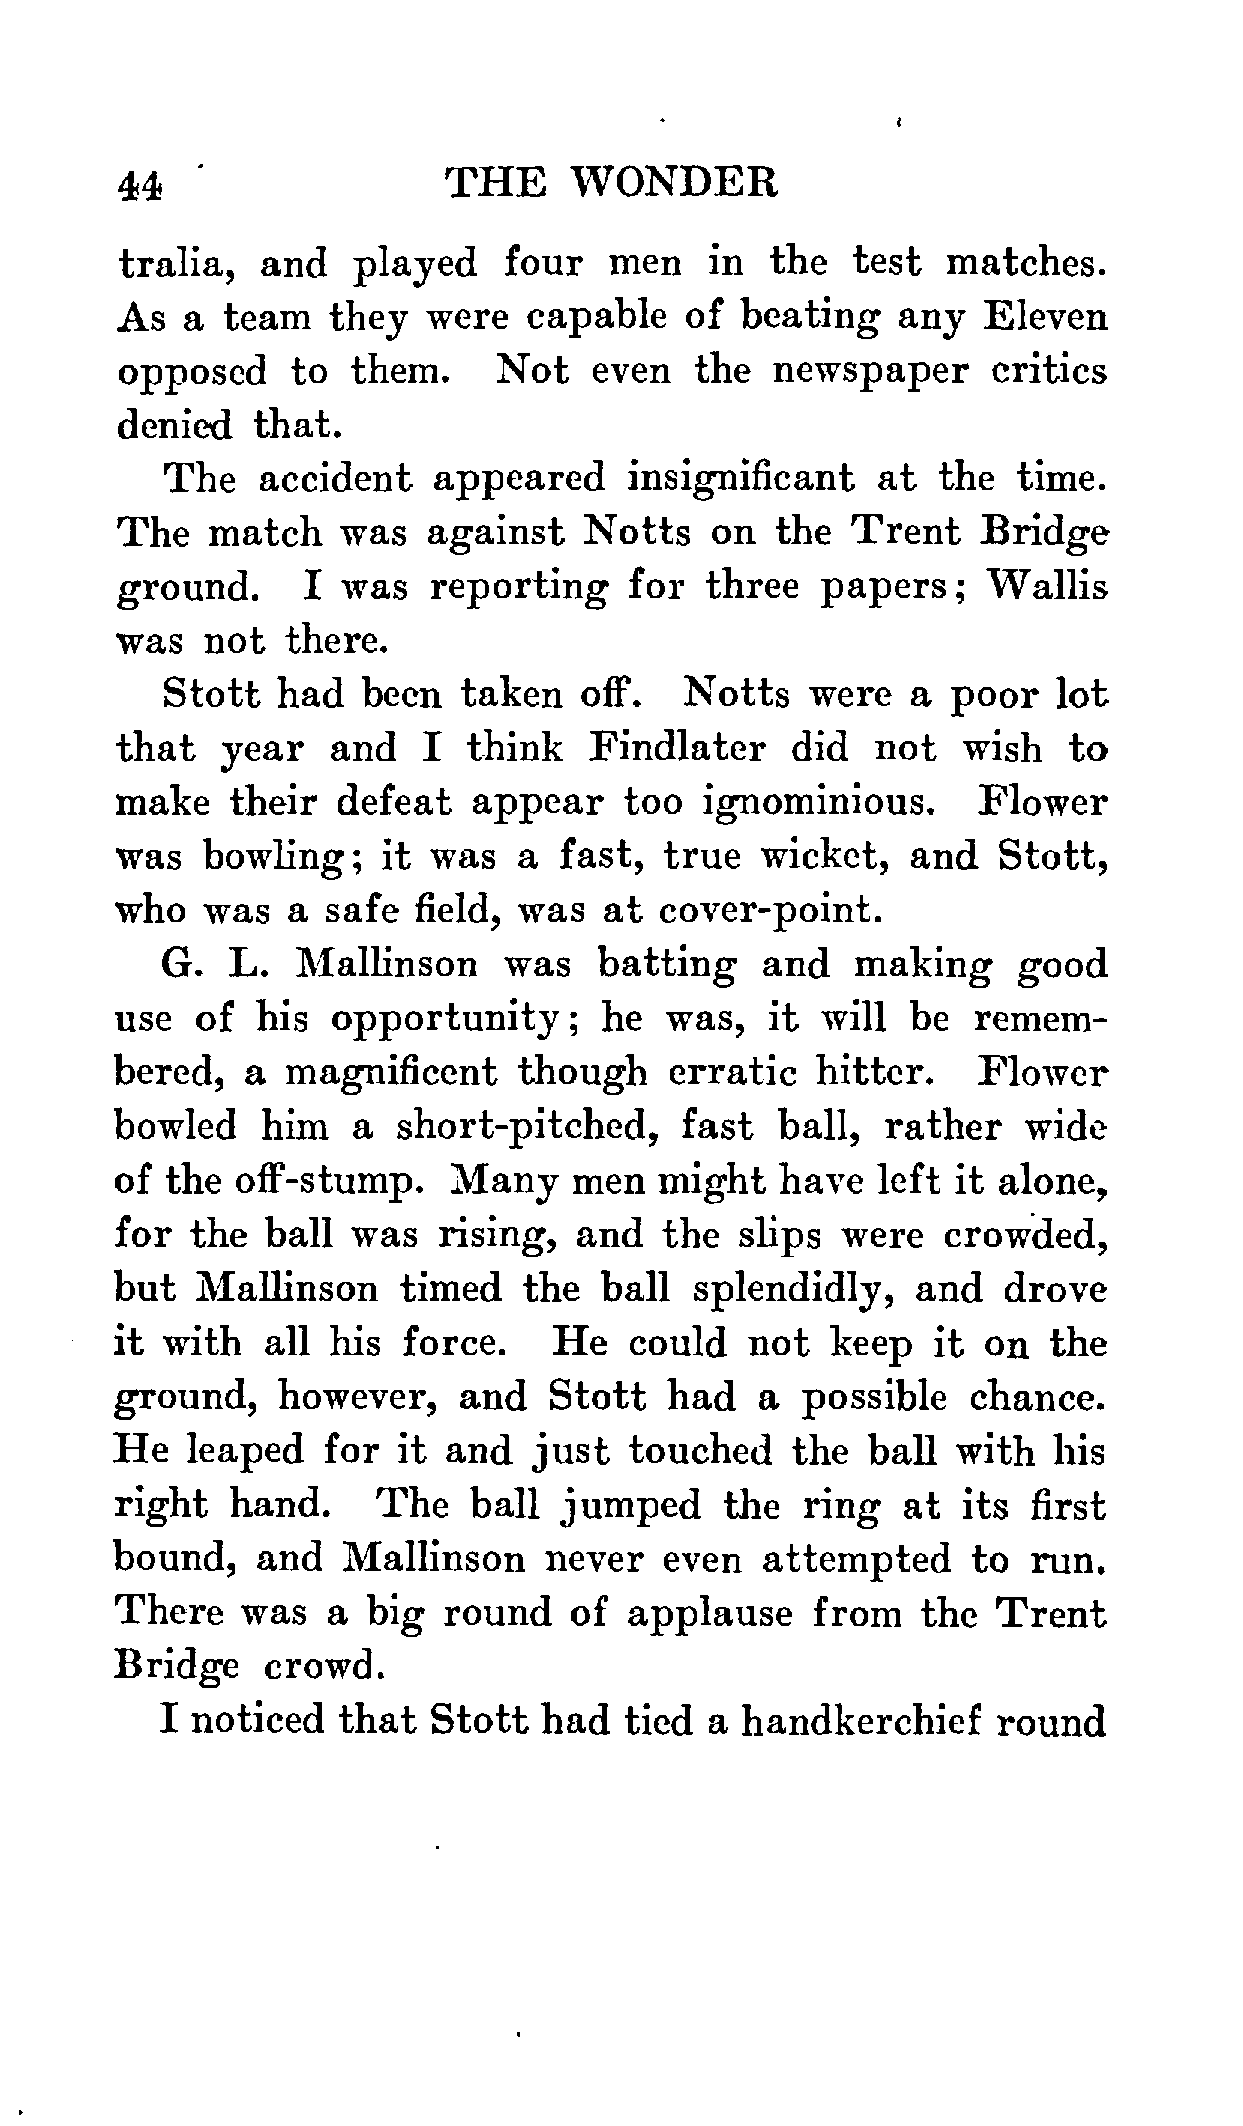 44 THE WONDER
tralia, and played four men in the test matches.
As a team they were capable of beating any Eleven
opposed to them. Not even the newspaper critics
denied that.
The accident appeared insignificant at the time.
The match was against Notts on the Trent Bridge
ground. I was reporting for three papers; Wallis
was not there.
Stott had been taken off. Notts were a poor lot
that year and I think Findlater did not wish to
make their defeat appear too ignominious. Flower
was bowling; it was a fast, true wicket, and Stott,
who was a safe field, was at cover-point.
G. L. Mallinson was batting and making good
use of his opportunity; he was, it will be remem-
bered, a magnificent though erratic hitter. Flower
bowled him a short-pitched, fast ball, rather wide
of the off-stump. Many men might have left it alone,
for the ball was rising, and the slips were crowded,
but Mallinson timed the ball splendidly, and drove
it with all his force. He could not keep it on the
ground, however, and Stott had a possible chance.
He leaped for it and just touched the ball with his
right hand. The ball jumped the ring at its first
bound, and Mallinson never even attempted to run.
There was a big round of applause from the Trent
Bridge crowd.
I noticed that Stott had tied a handkerchief round